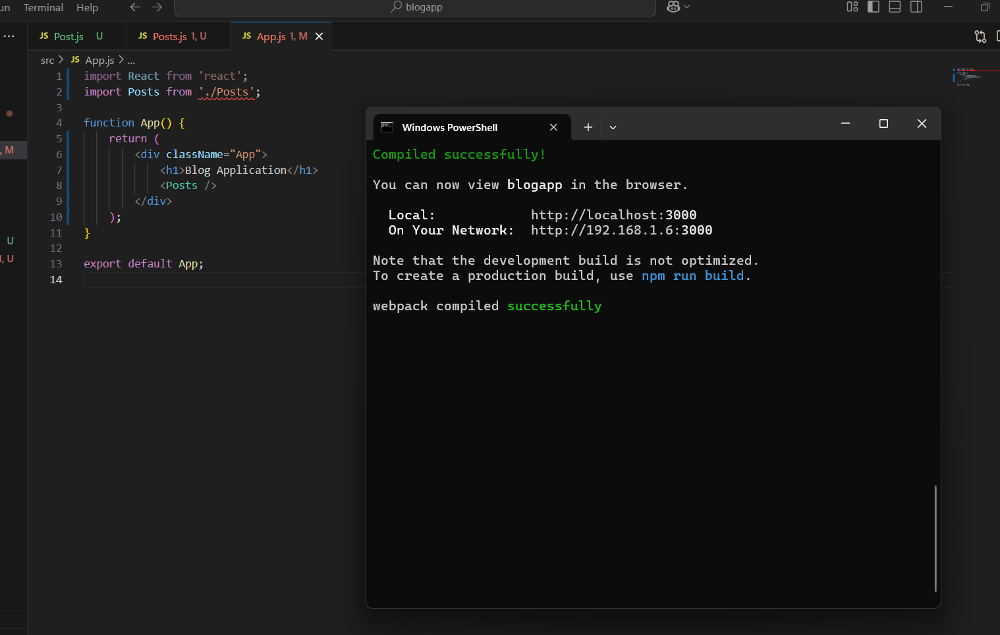 un Terminal Help
blogapp
JS Post.js U
JS Posts.js 1, U
JS App.js 1, M
src > JS App.js > ...
1 import React from 'react';
2 import Posts from './Posts';
3
4 function App() {
5 return (
6 <div className="App">
7 <h1>Blog Application</h1>
8 <Posts />
9 </div>
10 );
11 }
12
13 export default App;
14
, M
U
, U
Windows PowerShell
Compiled successfully!
You can now view blogapp in the browser.
Local: http://localhost:3000
On Your Network: http://192.168.1.6:3000
Note that the development build is not optimized.
To create a production build, use npm run build.
webpack compiled successfully